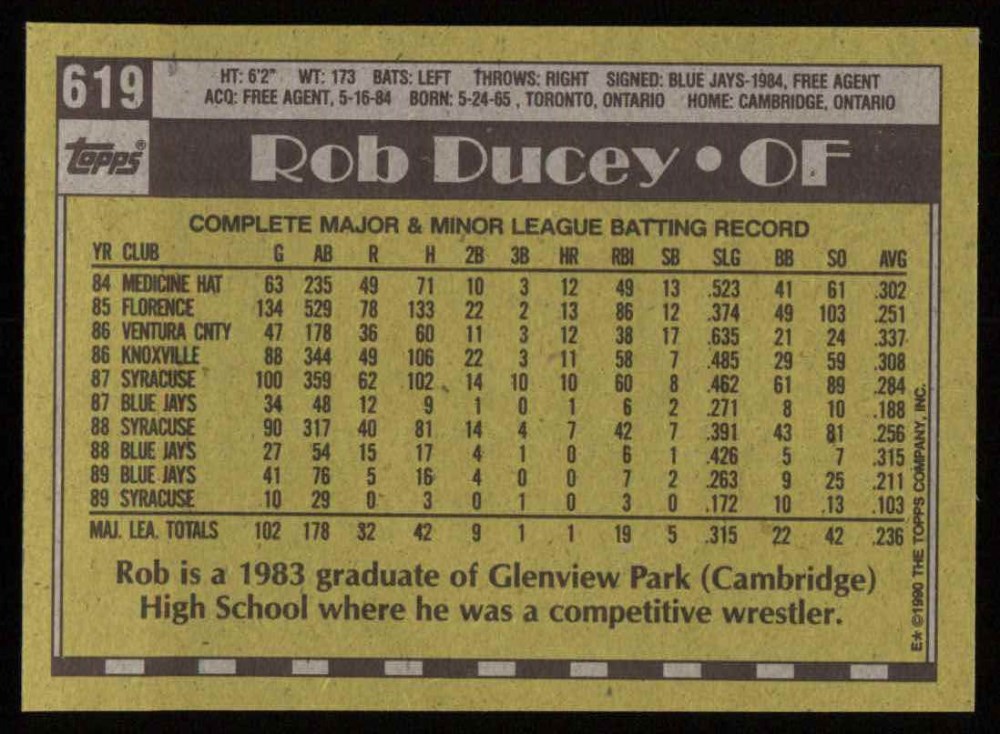 619
HT: 6'2" WT: 173 BATS: LEFT THROWS: RIGHT SIGNED: BLUE JAYS-1984, FREE AGENT
ACQ: FREE AGENT, 5-16-84 BORN: 5-24-65, TORONTO, ONTARIO HOME: CAMBRIDGE, ONTARIO
topps®
Rob Ducey • OF
COMPLETE MAJOR & MINOR LEAGUE BATTING RECORD
YR CLUB G AB R H 2B 3B HR RBI SB SLG BB SO AVG
84 MEDICINE HAT 63 235 49 71 10 3 12 49 13 .523 41 61 .302
85 FLORENCE 134 529 78 133 22 2 13 86 12 .374 49 103 .251
86 VENTURA CNTY 47 178 36 60 11 3 12 38 17 .635 21 24 .337
86 KNOXVILLE 88 344 49 106 22 3 11 58 7 .485 29 59 .308
87 SYRACUSE 100 359 62 102 14 10 10 60 8 .462 61 89 .284
87 BLUE JAYS 34 48 12 9 1 0 1 6 2 .271 8 10 .188
88 SYRACUSE 90 317 40 81 14 4 7 42 7 .391 43 81 .256
88 BLUE JAYS 27 54 15 17 4 1 0 6 1 .426 5 7 .315
89 BLUE JAYS 41 76 5 16 4 0 0 7 2 .263 9 25 .211
89 SYRACUSE 10 29 0 3 0 1 0 3 0 .172 10 13 .103
MAJ. LEA. TOTALS 102 178 32 42 9 1 1 19 5 .315 22 42 .236
Rob is a 1983 graduate of Glenview Park (Cambridge)
High School where he was a competitive wrestler.
E* ©1990 THE TOPPS COMPANY, INC.